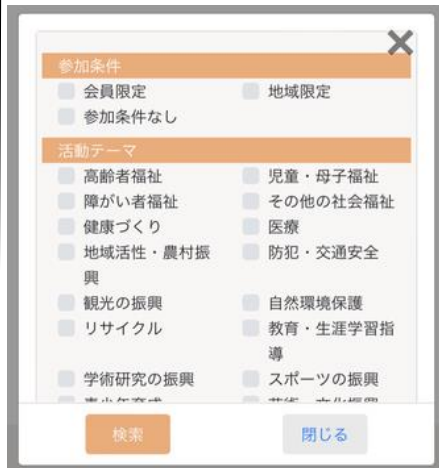 参加条件
会員限定
地域限定
参加条件なし
活動テーマ
高齢者福祉
児童・母子福祉
障がい者福祉
その他の社会福祉
健康づくり
医療
地域活性・農村振
興
防犯・交通安全
観光の振興
自然環境保護
リサイクル
教育・生涯学習指
導
学術研究の振興
スポーツの振興
検索
閉じる